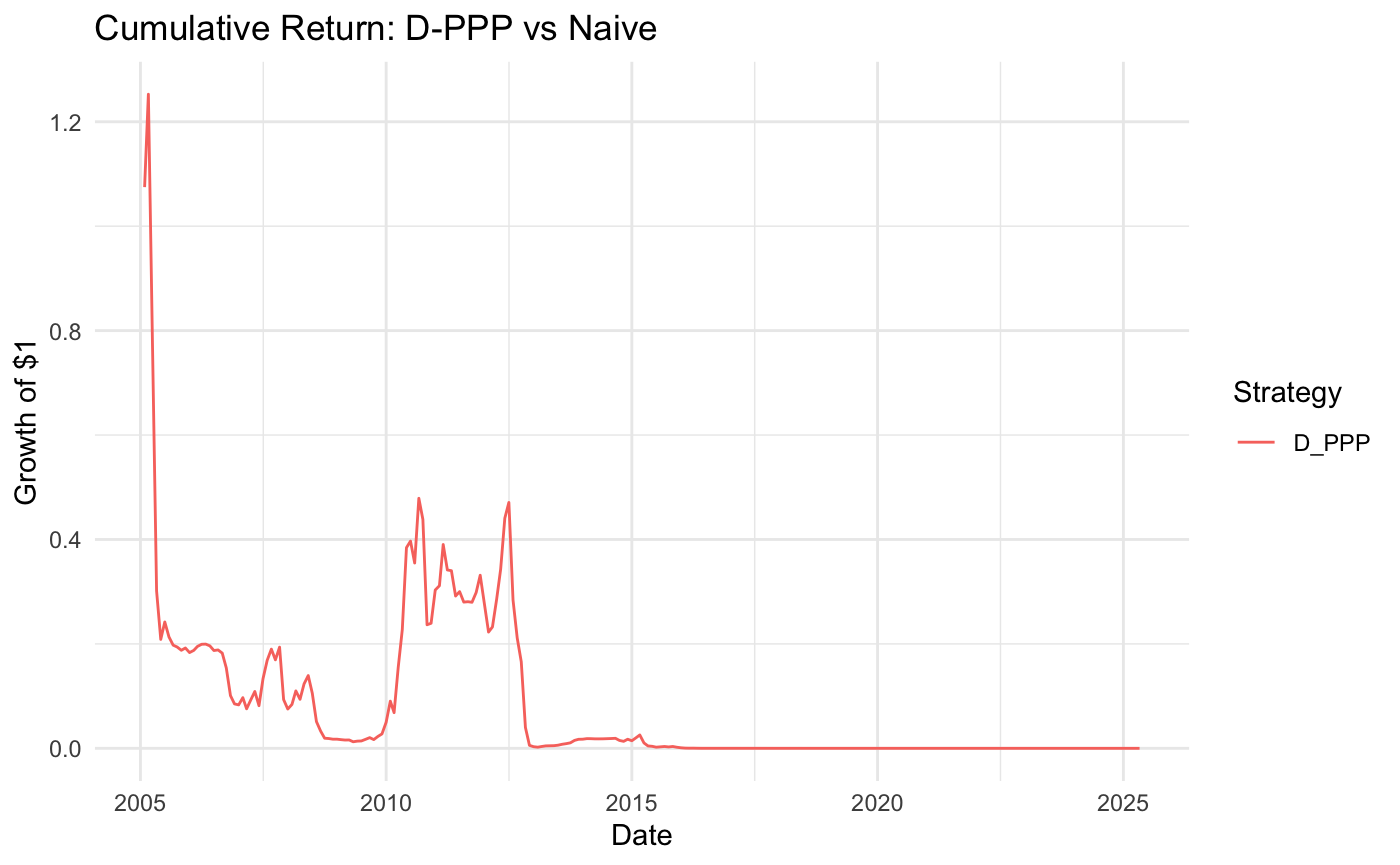 Cumulative Return: D-PPP vs Naive
Growth of $1
1.2
0.8
0.4
0.0
2005 2010 2015 2020 2025
Date
Strategy
D_PPP